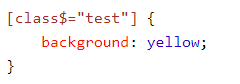 [class$="test"] {
    background: yellow;
}